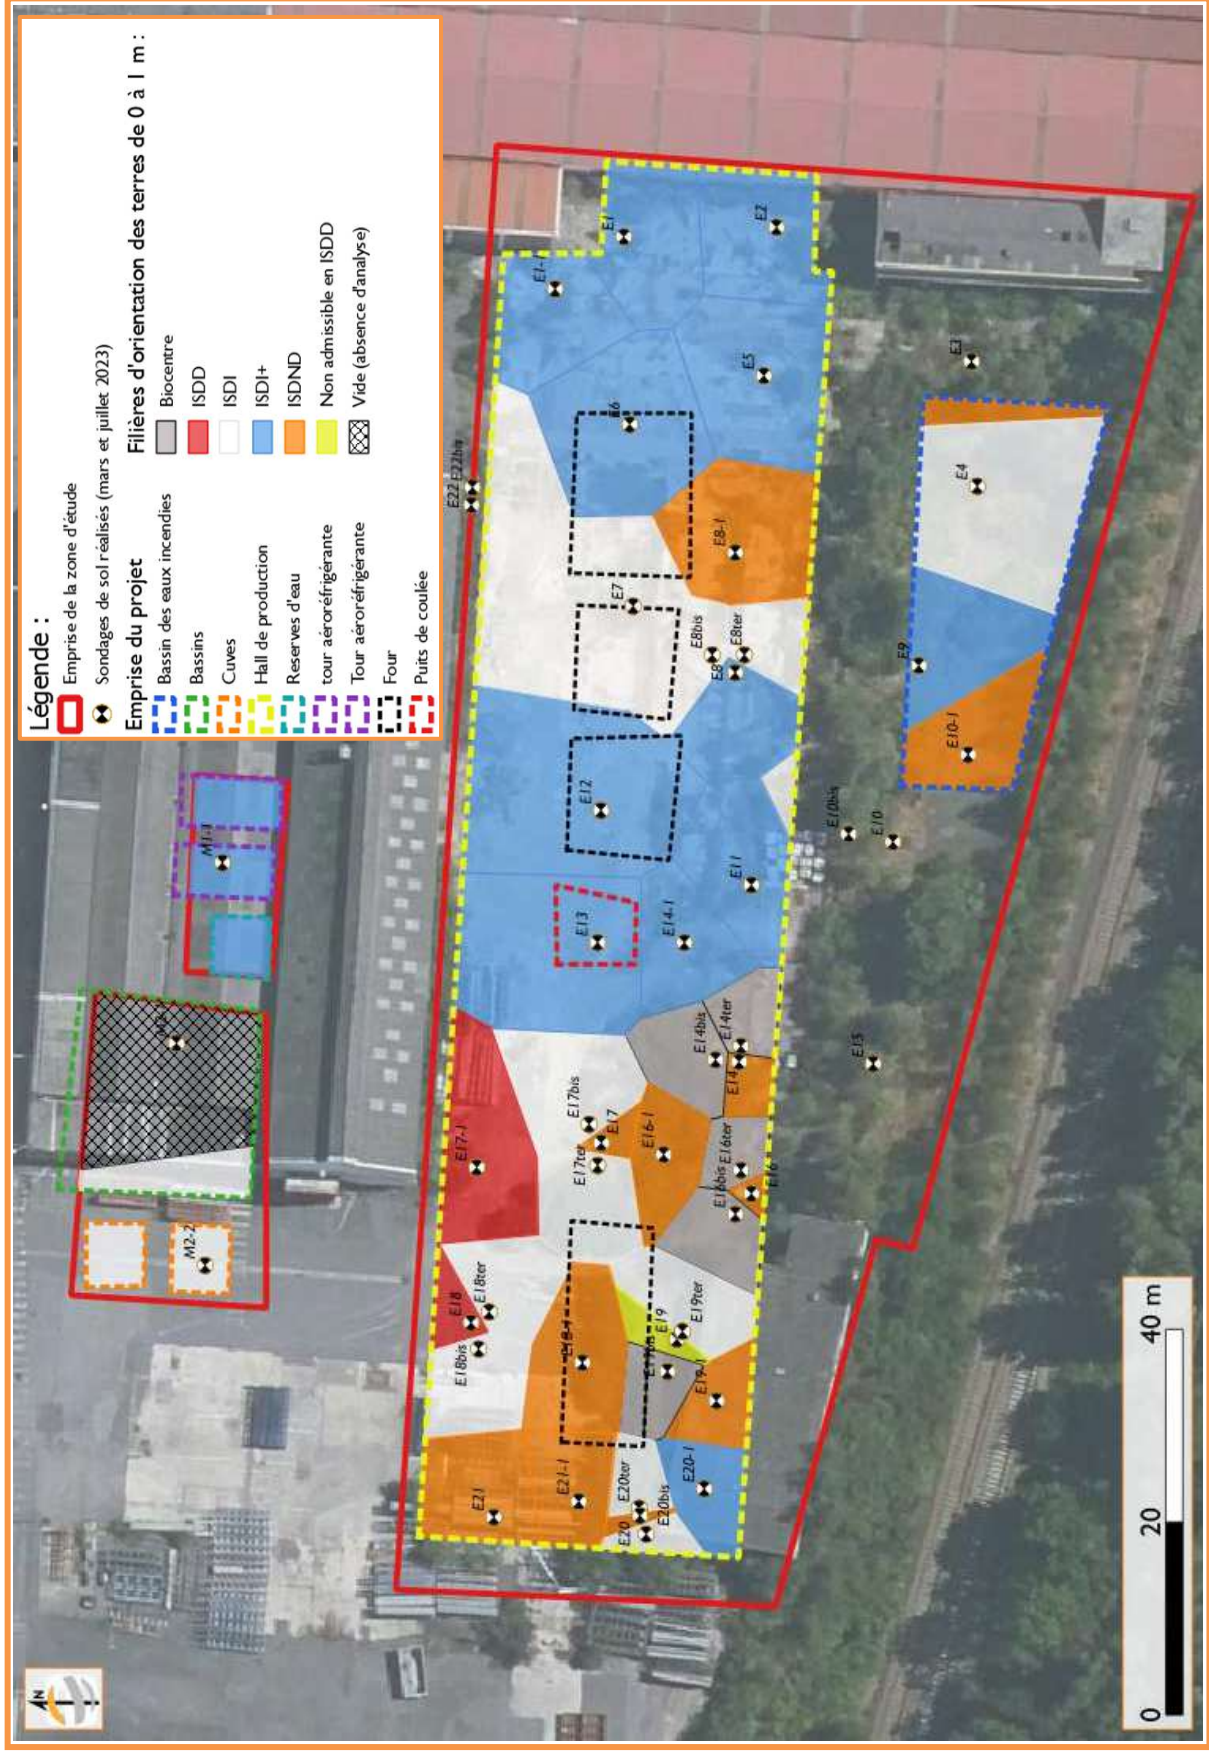 Légende :
Emprise de la zone d'étude
Sondages de sol réalisés (mars et juillet 2023)
Emprise du projet
Bassin des eaux incendies
Bassins
Cuves
Hall de production
Reserves d'eau
tour aéroréfrigérante
Tour aéroréfrigérante
Four
Puits de coulée
Filières d'orientation des terres de 0 à 1 m :
Biocentre
ISDD
ISDI
ISDI+
ISDND
Non admissible en ISDD
Vide (absence d'analyse)
N
M2-2
M1-1
E22
E22bis
E1-1
E1
E2
E5
E6
E3
E4
E7
E8-1
E8bis
E8ter
E8
E9
E10-1
E10bis
E10
E12
E11
E13
E14-1
E14bis
E14ter
E14
E15
E17-1
E17bis
E17
E17ter
E16-1
E16ter
E16bis
E16
E18
E18ter
E18bis
E19
E19ter
E19-1
E20-1
E20ter
E20bis
E20
E21-1
E21
0
20
40 m